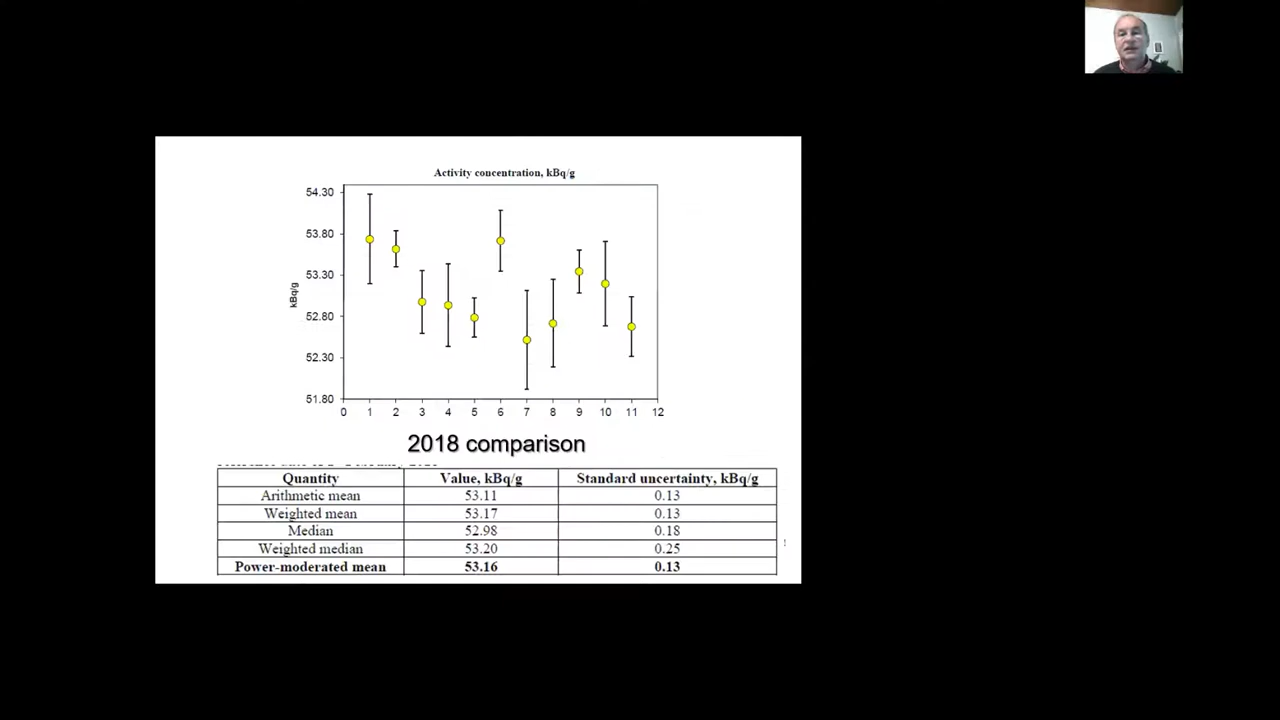 Activity concentration, kBq/g
54.30
53.80
53.30
52.80
52.30
51.80
kBq/g
0 1 2 3 4 5 6 7 8 9 10 11 12
2018 comparison
Quantity Value, kBq/g Standard uncertainty, kBq/g
Arithmetic mean 53.11 0.13
Weighted mean 53.17 0.13
Median 52.98 0.18
Weighted median 53.20 0.25
Power-moderated mean 53.16 0.13